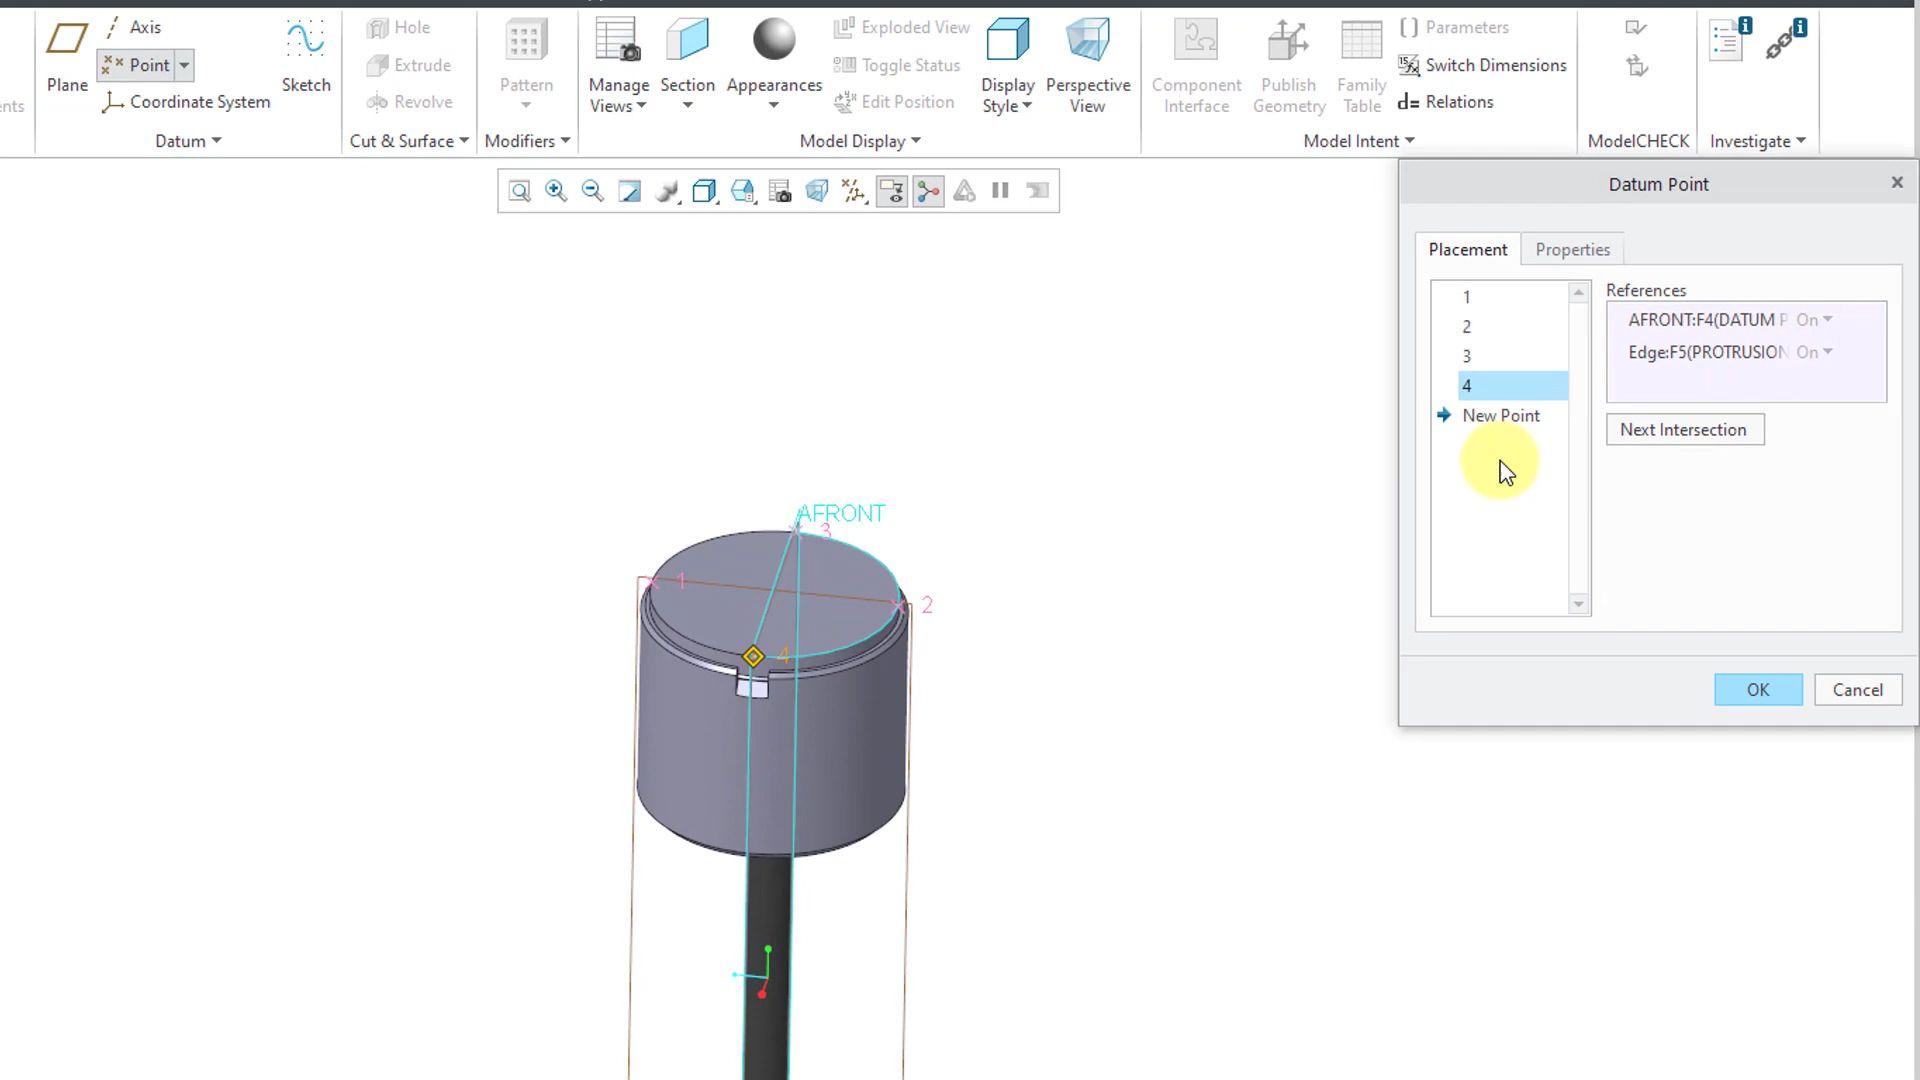 Axis
Hole
Exploded View
Parameters
Point
Extrude
Toggle Status
Switch Dimensions
Plane
Coordinate System
Sketch
Revolve
Pattern
Manage Views
Section
Appearances
Edit Position
Display Style
Perspective View
Component Interface
Publish Geometry
Family Table
Relations
ents
Datum
Cut & Surface
Modifiers
Model Display
Model Intent
ModelCHECK
Investigate
Datum Point
Placement
Properties
1
2
3
4
New Point
References
AFRONT:F4(DATUM P On
Edge:F5(PROTRUSION On
Next Intersection
OK
Cancel
AFRONT
3
1
2
4